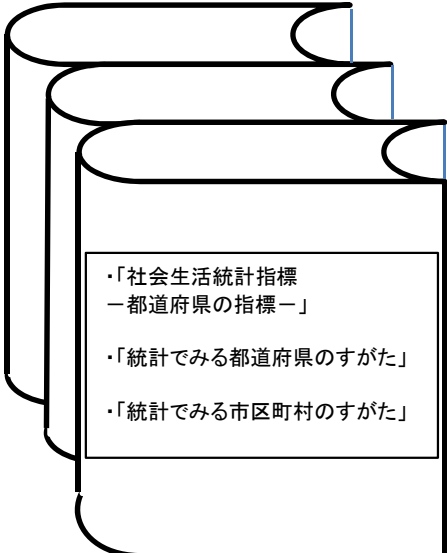 ・「社会生活統計指標
－都道府県の指標－」
・「統計でみる都道府県のすがた」
・「統計でみる市区町村のすがた」